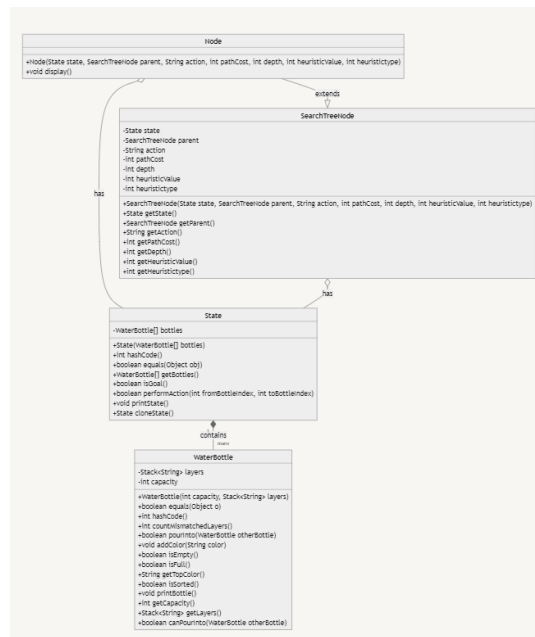 Node
+Node(State state, SearchTreeNode parent, String action, int pathCost, int depth, int heuristicValue, int heuristictype)
+void display()
extends
SearchTreeNode
-State state
-SearchTreeNode parent
-String action
-int pathCost
-int depth
-int heuristicValue
-int heuristictype
has
+SearchTreeNode(State state, SearchTreeNode parent, String action, int pathCost, int depth, int heuristicValue, int heuristictype)
+State getState()
+SearchTreeNode getParent()
+String getAction()
+int getPathCost()
+int getDepth()
+int getHeuristicValue()
+int getHeuristictype()
has
State
-WaterBottle[] bottles
+State(WaterBottle[] bottles)
+int hashCode()
+boolean equals(Object obj)
+WaterBottle[] getBottles()
+boolean isGoal()
+boolean performAction(int fromBottleIndex, int toBottleIndex)
+void printState()
+State cloneState()
contains
WaterBottle
-Stack<String> layers
-int capacity
+WaterBottle(int capacity, Stack<String> layers)
+boolean equals(Object o)
+int hashCode()
+int countMismatchedLayers()
+boolean pourInto(WaterBottle otherBottle)
+void addColor(String color)
+boolean isEmpty()
+boolean isFull()
+String getTopColor()
+boolean isSorted()
+void printBottle()
+int getCapacity()
+Stack<String> getLayers()
+boolean canPourInto(WaterBottle otherBottle)